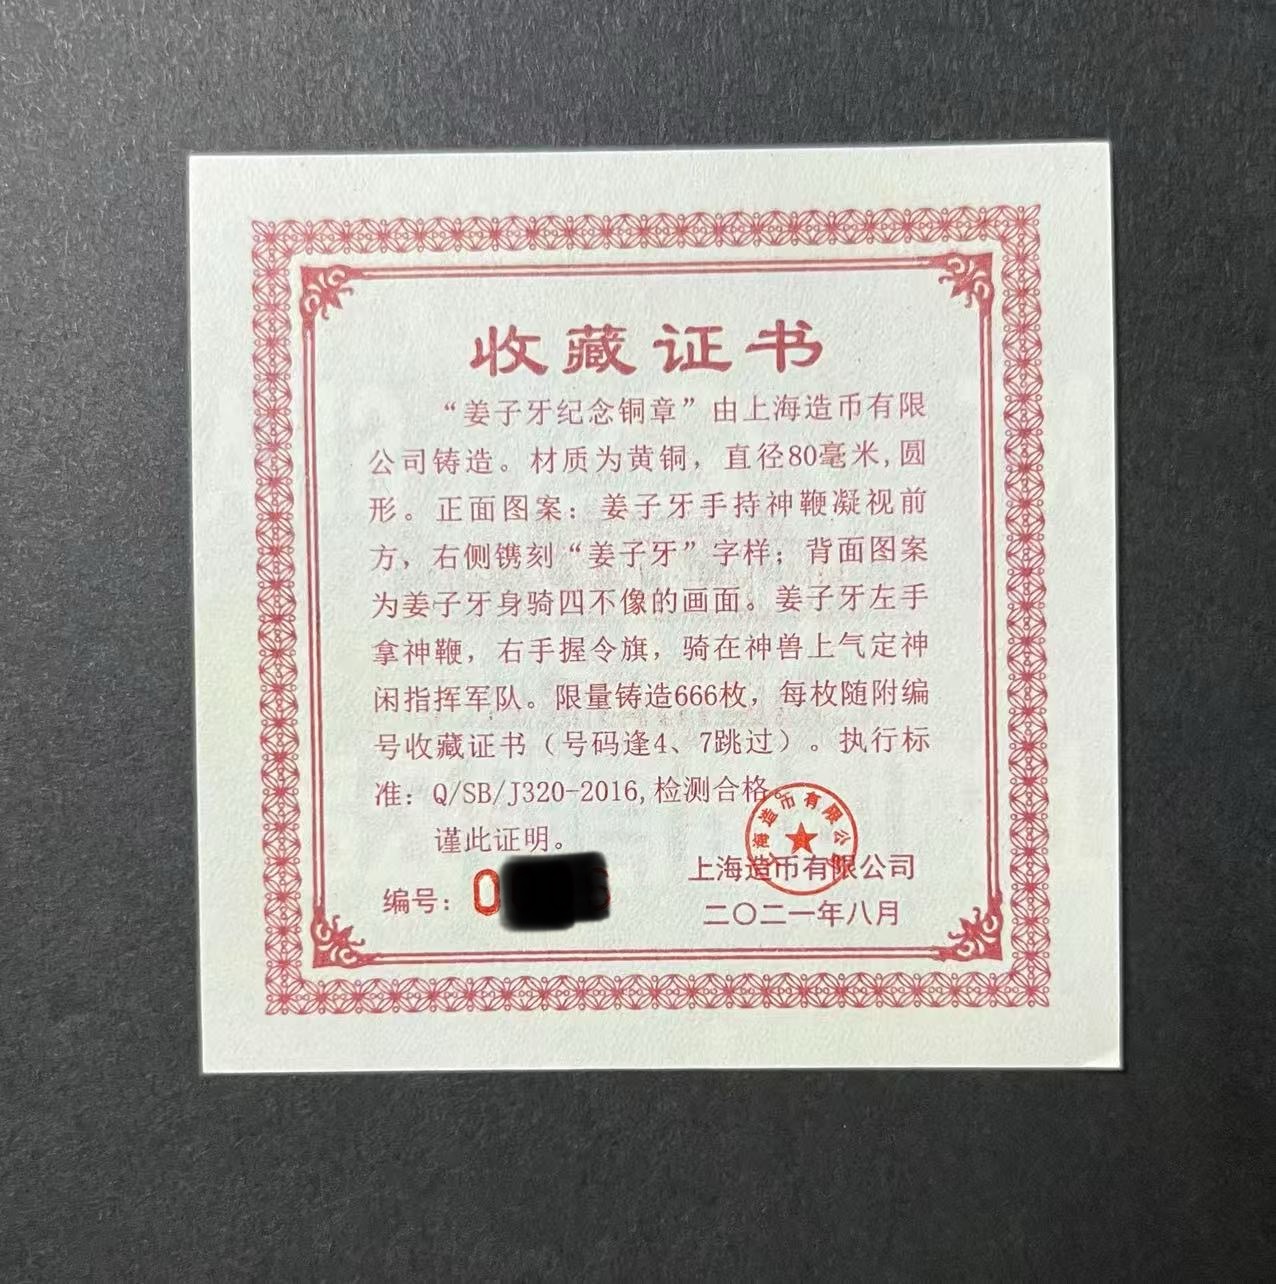 收藏证书
“姜子牙纪念铜章”由上海造币有限
公司铸造。材质为黄铜，直径80毫米,圆
形。正面图案：姜子牙手持神鞭凝视前
方，右侧镌刻“姜子牙”字样；背面图案
为姜子牙身骑四不像的画面。姜子牙左手
拿神鞭，右手握令旗，骑在神兽上气定神
闲指挥军队。限量铸造666枚，每枚随附编
号收藏证书（号码逢4、7跳过）。执行标
准：Q/SB/J320-2016,检测合格。
谨此证明。
上海造币有限公司
编号：0
二〇二一年八月